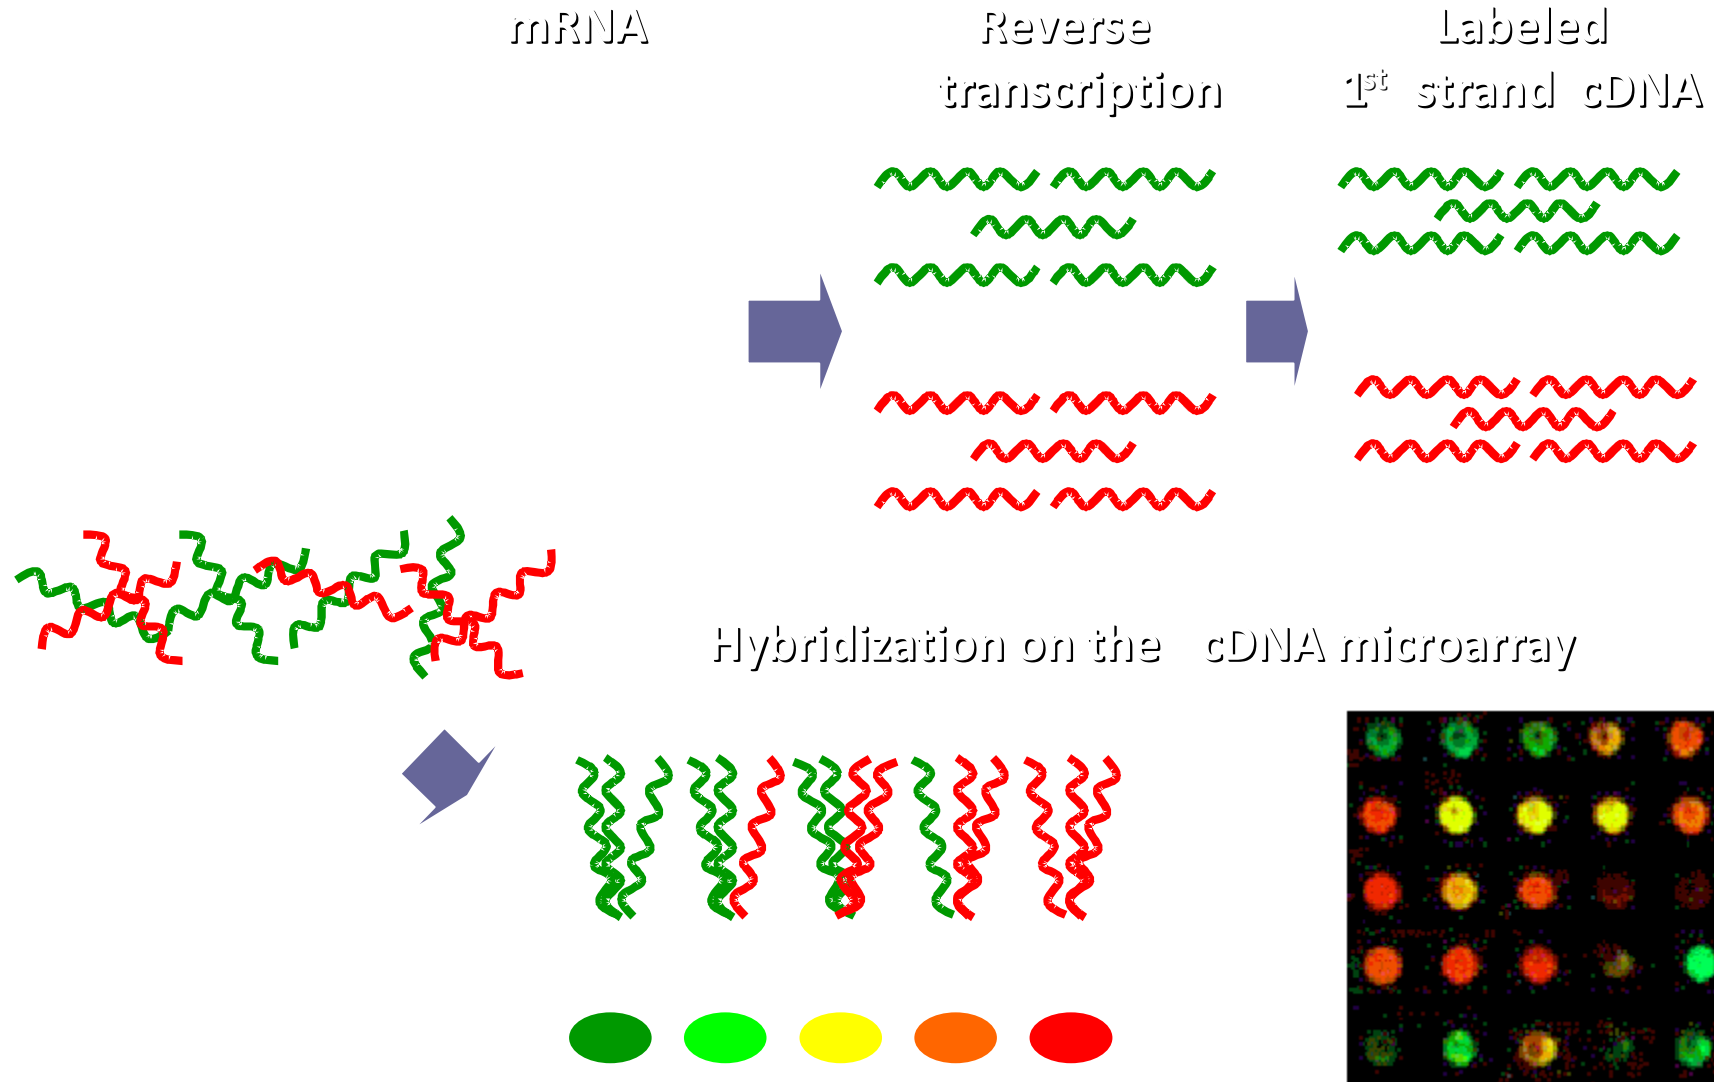 mRNA
Reverse
transcription
Labeled
1st strand cDNA
Hybridization on the cDNA microarray